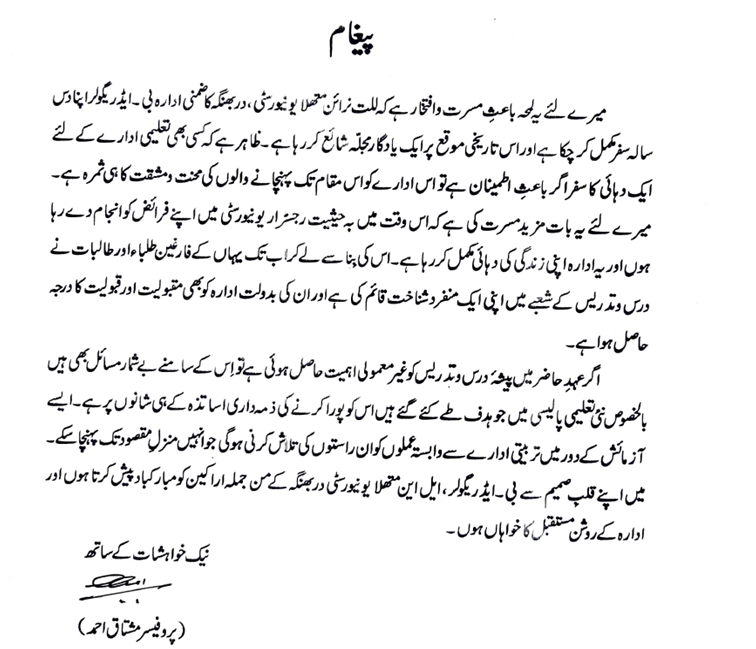 پیغام
میرے لئے یہ لمحہ باعثِ مسرت وافتخار ہے کہ للت نرائن متھلا یونیورسٹی، دربھنگہ کا ضمنی ادارہ بی۔ایڈ ریگولر اپنا دس
سالہ سفر مکمل کر چکا ہے اور اس تاریخی موقع پر ایک یادگار مجلّہ شائع کر رہا ہے۔ ظاہر ہے کہ کسی بھی تعلیمی ادارے کے لئے
ایک دہائی کا سفر اگر باعثِ اطمینان ہے تو اس ادارے کو اس مقام تک پہنچانے والوں کی محنت ومشقت کا ہی ثمرہ ہے۔
میرے لئے یہ بات مزید مسرت کی ہے کہ اس وقت میں بہ حیثیت رجسٹرار یونیورسٹی میں اپنے فرائض کو انجام دے رہا
ہوں اور یہ ادارہ اپنی زندگی کی دہائی مکمل کر رہا ہے۔ اس کی بنا سے لے کر اب تک یہاں کے فارغین طلباء اور طالبات نے
درس وتدریس کے شعبے میں اپنی ایک منفرد شناخت قائم کی ہے اور ان کی بدولت ادارہ کو بھی مقبولیت اور قبولیت کا درجہ
حاصل ہوا ہے۔
اگر عہدِ حاضر میں پیشۂ درس وتدریس کو غیر معمولی اہمیت حاصل ہوئی ہے تو اِس کے سامنے بے شمار مسائل بھی ہیں
بالخصوص نئی تعلیمی پالیسی میں جو ہدف طے کئے گئے ہیں اس کو پورا کرنے کی ذمہ داری اساتذہ کے ہی شانوں پر ہے۔ ایسے
آزمائش کے دور میں تربیتی ادارے سے وابستہ عملوں کو ان راستوں کی تلاش کرنی ہوگی جو انہیں منزلِ مقصود تک پہنچا سکے۔
میں اپنے قلبِ صمیم سے بی۔ایڈ ریگولر، ایل این متھلا یونیورسٹی دربھنگہ کے من جملہ اراکین کو مبارکباد پیش کرتا ہوں اور
ادارہ کے روشن مستقبل کا خواہاں ہوں۔
نیک خواہشات کے ساتھ
(پروفیسر مشتاق احمد)